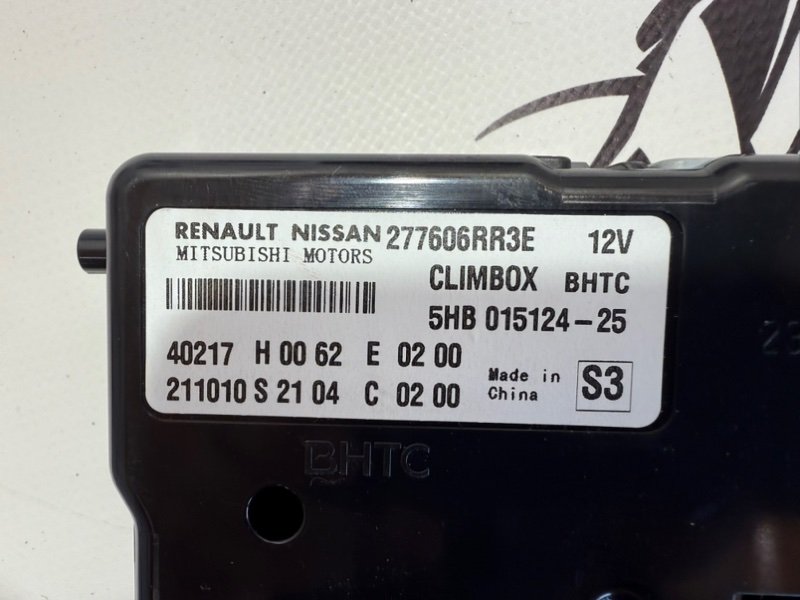 RENAULT NISSAN 277606RR3E 12V
MITSUBISHI MOTORS
CLIMBOX BHTC
5HB 015124-25
40217 H 00 62 E 02 00
211010 S 21 04 C 02 00
Made in
China
S3
BHTC